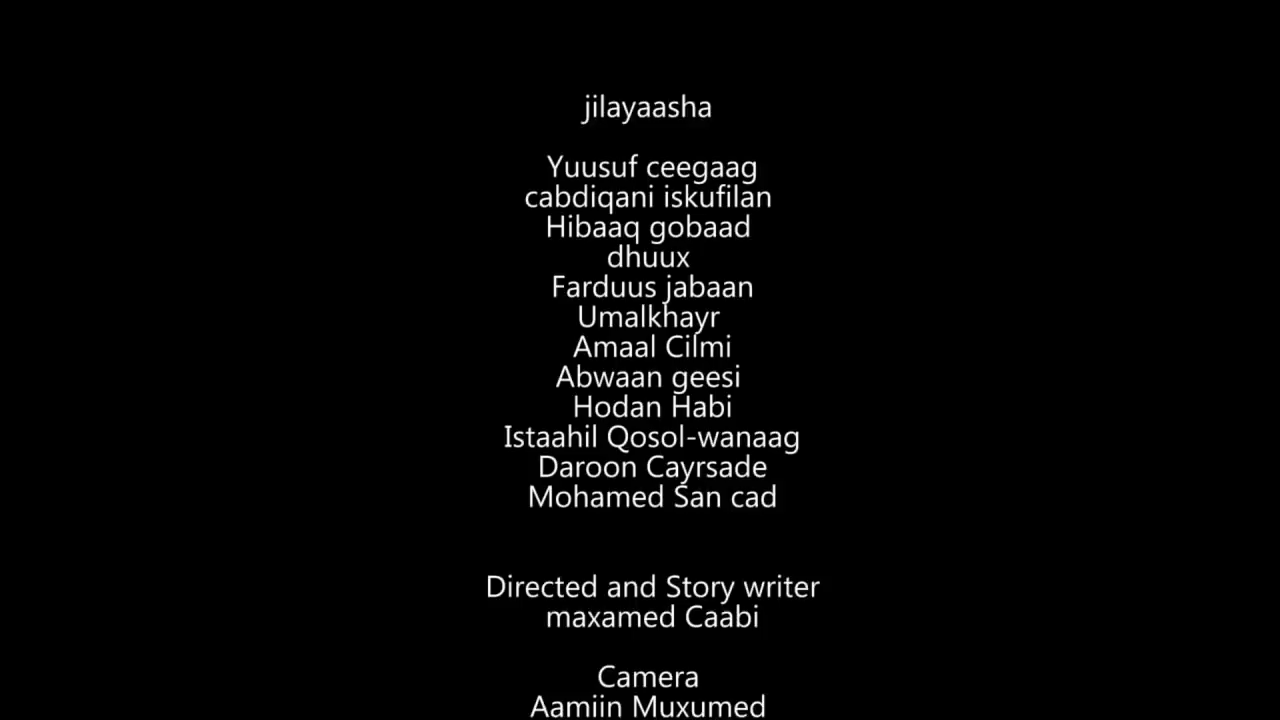 jilayaasha
Yuusuf ceegaag
cabdiqani iskufilan
Hibaaq gobaad
dhuux
Farduus jabaan
Umalkhayr
Amaal Cilmi
Abwaan geesi
Hodan Habi
Istaahil Qosol-wanaag
Daroon Cayrsade
Mohamed San cad
Directed and Story writer
maxamed Caabi
Camera
Aamiin Muxumed